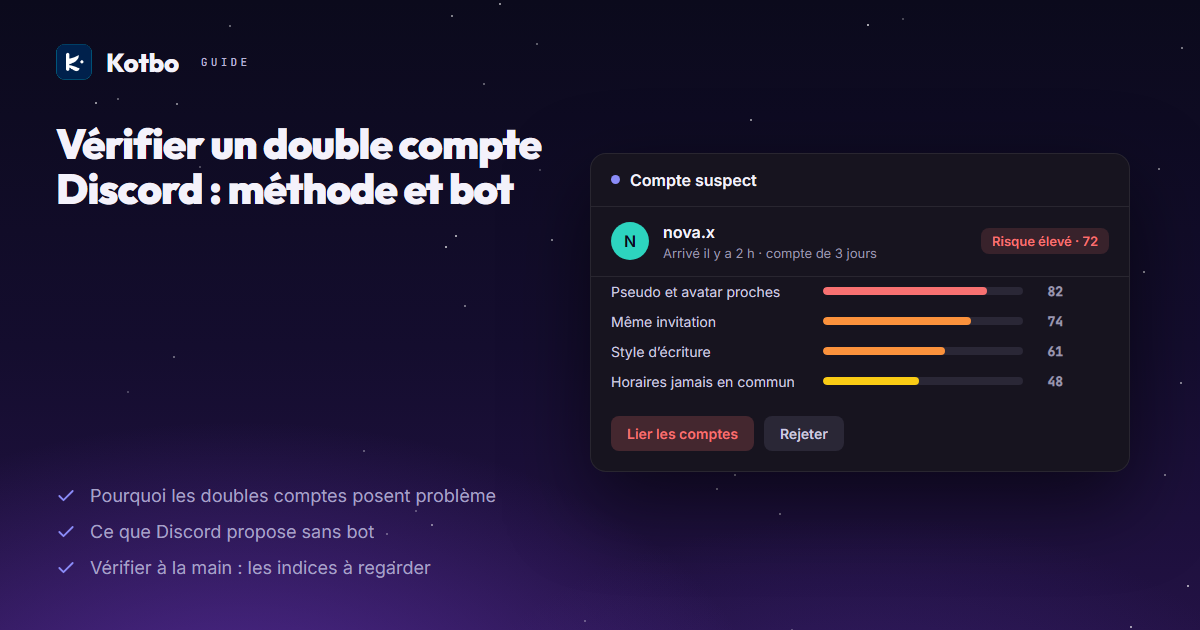 Kotbo GUIDE
Vérifier un double compte
Discord : méthode et bot
Compte suspect
N
nova.x
Arrivé il y a 2 h · compte de 3 jours
Risque élevé · 72
Pseudo et avatar proches 82
Même invitation 74
Style d’écriture 61
Horaires jamais en commun 48
Lier les comptes Rejeter
Pourquoi les doubles comptes posent problème
Ce que Discord propose sans bot
Vérifier à la main : les indices à regarder